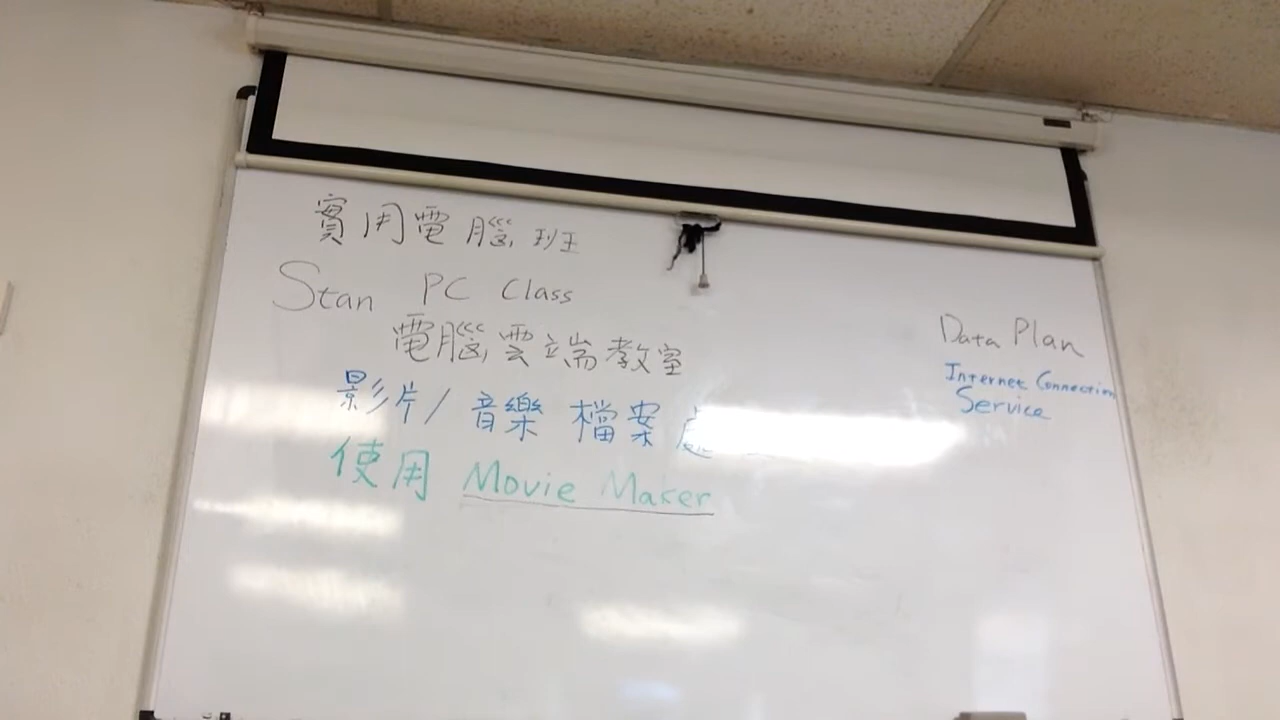 實用電腦班
Stan PC Class
電腦雲端教室
影片/音樂 檔案處
使用 Movie Maker
Data Plan
Internet Connection
Service